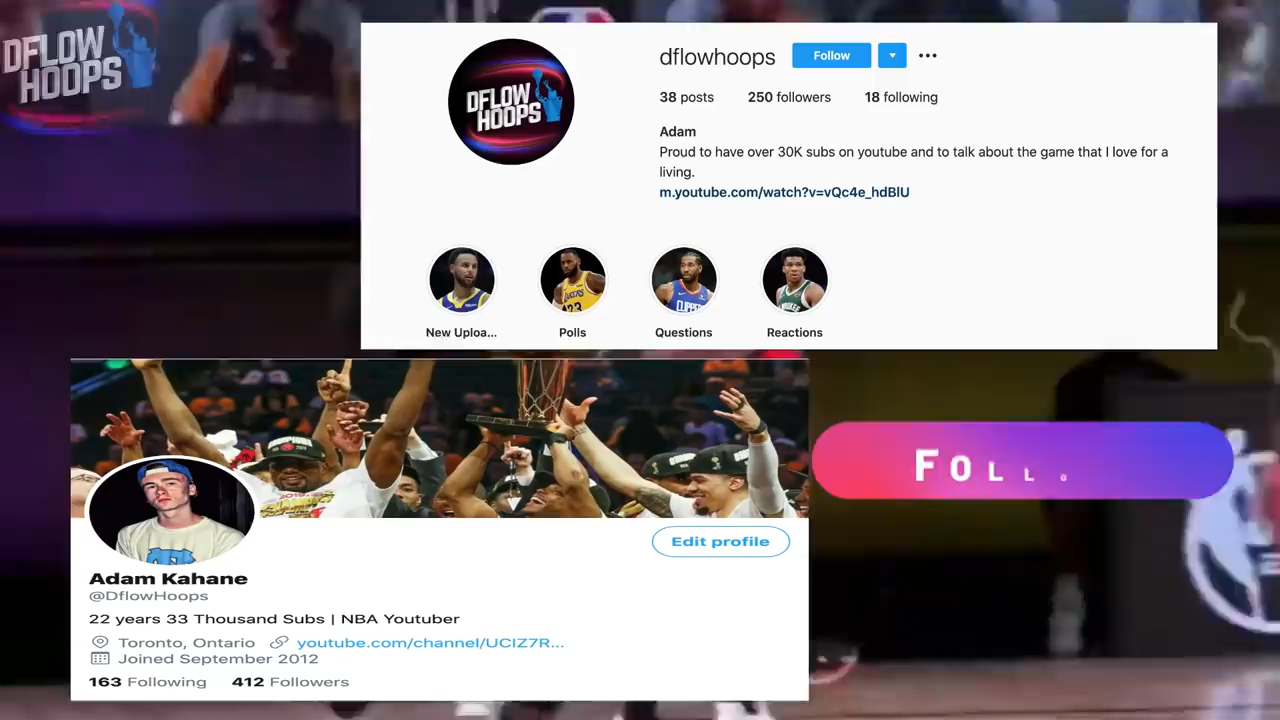 DFLOW
HOOPS
dflowhoops Follow
38 posts 250 followers 18 following
DFLOW
HOOPS
Adam
Proud to have over 30K subs on youtube and to talk about the game that I love for a
living.
m.youtube.com/watch?v=vQc4e_hdBlU
New Uploa... Polls Questions Reactions
FOLLO
Edit profile
Adam Kahane
@DflowHoops
22 years 33 Thousand Subs | NBA Youtuber
Toronto, Ontario youtube.com/channel/UCIZ7R...
Joined September 2012
163 Following 412 Followers